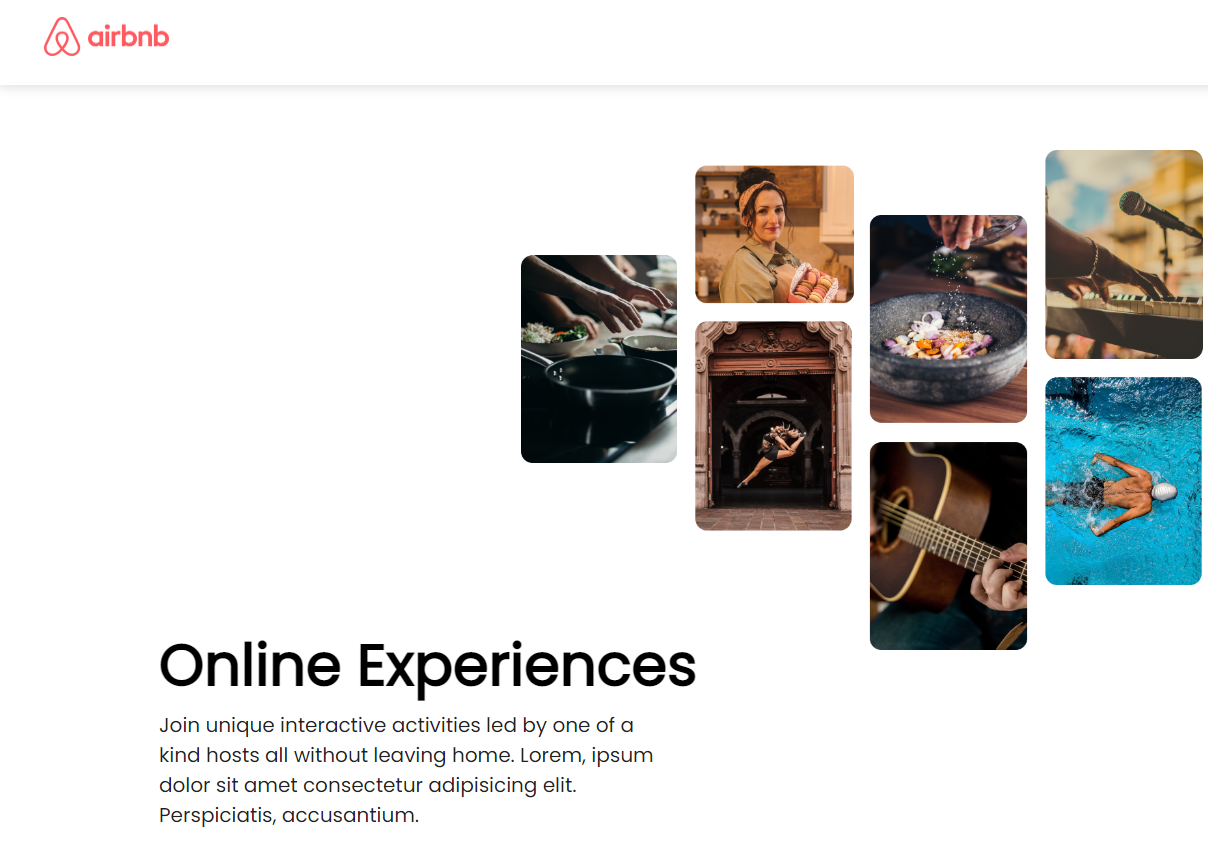 airbnb
Online Experiences
Join unique interactive activities led by one of a
kind hosts all without leaving home. Lorem, ipsum
dolor sit amet consectetur adipisicing elit.
Perspiciatis, accusantium.